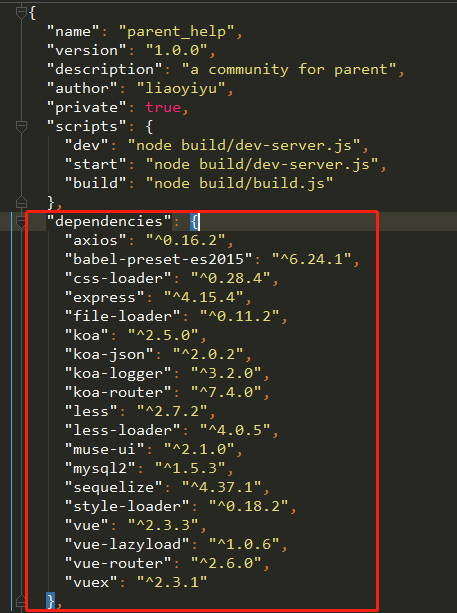 {
"name": "parent_help",
"version": "1.0.0",
"description": "a community for parent",
"author": "liaoyiyu",
"private": true,
"scripts": {
"dev": "node build/dev-server.js",
"start": "node build/dev-server.js",
"build": "node build/build.js"
},
"dependencies": {
"axios": "^0.16.2",
"babel-preset-es2015": "^6.24.1",
"css-loader": "^0.28.4",
"express": "^4.15.4",
"file-loader": "^0.11.2",
"koa": "^2.5.0",
"koa-json": "^2.0.2",
"koa-logger": "^3.2.0",
"koa-router": "^7.4.0",
"less": "^2.7.2",
"less-loader": "^4.0.5",
"muse-ui": "^2.1.0",
"mysql2": "^1.5.3",
"sequelize": "^4.37.1",
"style-loader": "^0.18.2",
"vue": "^2.3.3",
"vue-lazyload": "^1.0.6",
"vue-router": "^2.6.0",
"vuex": "^2.3.1"
},